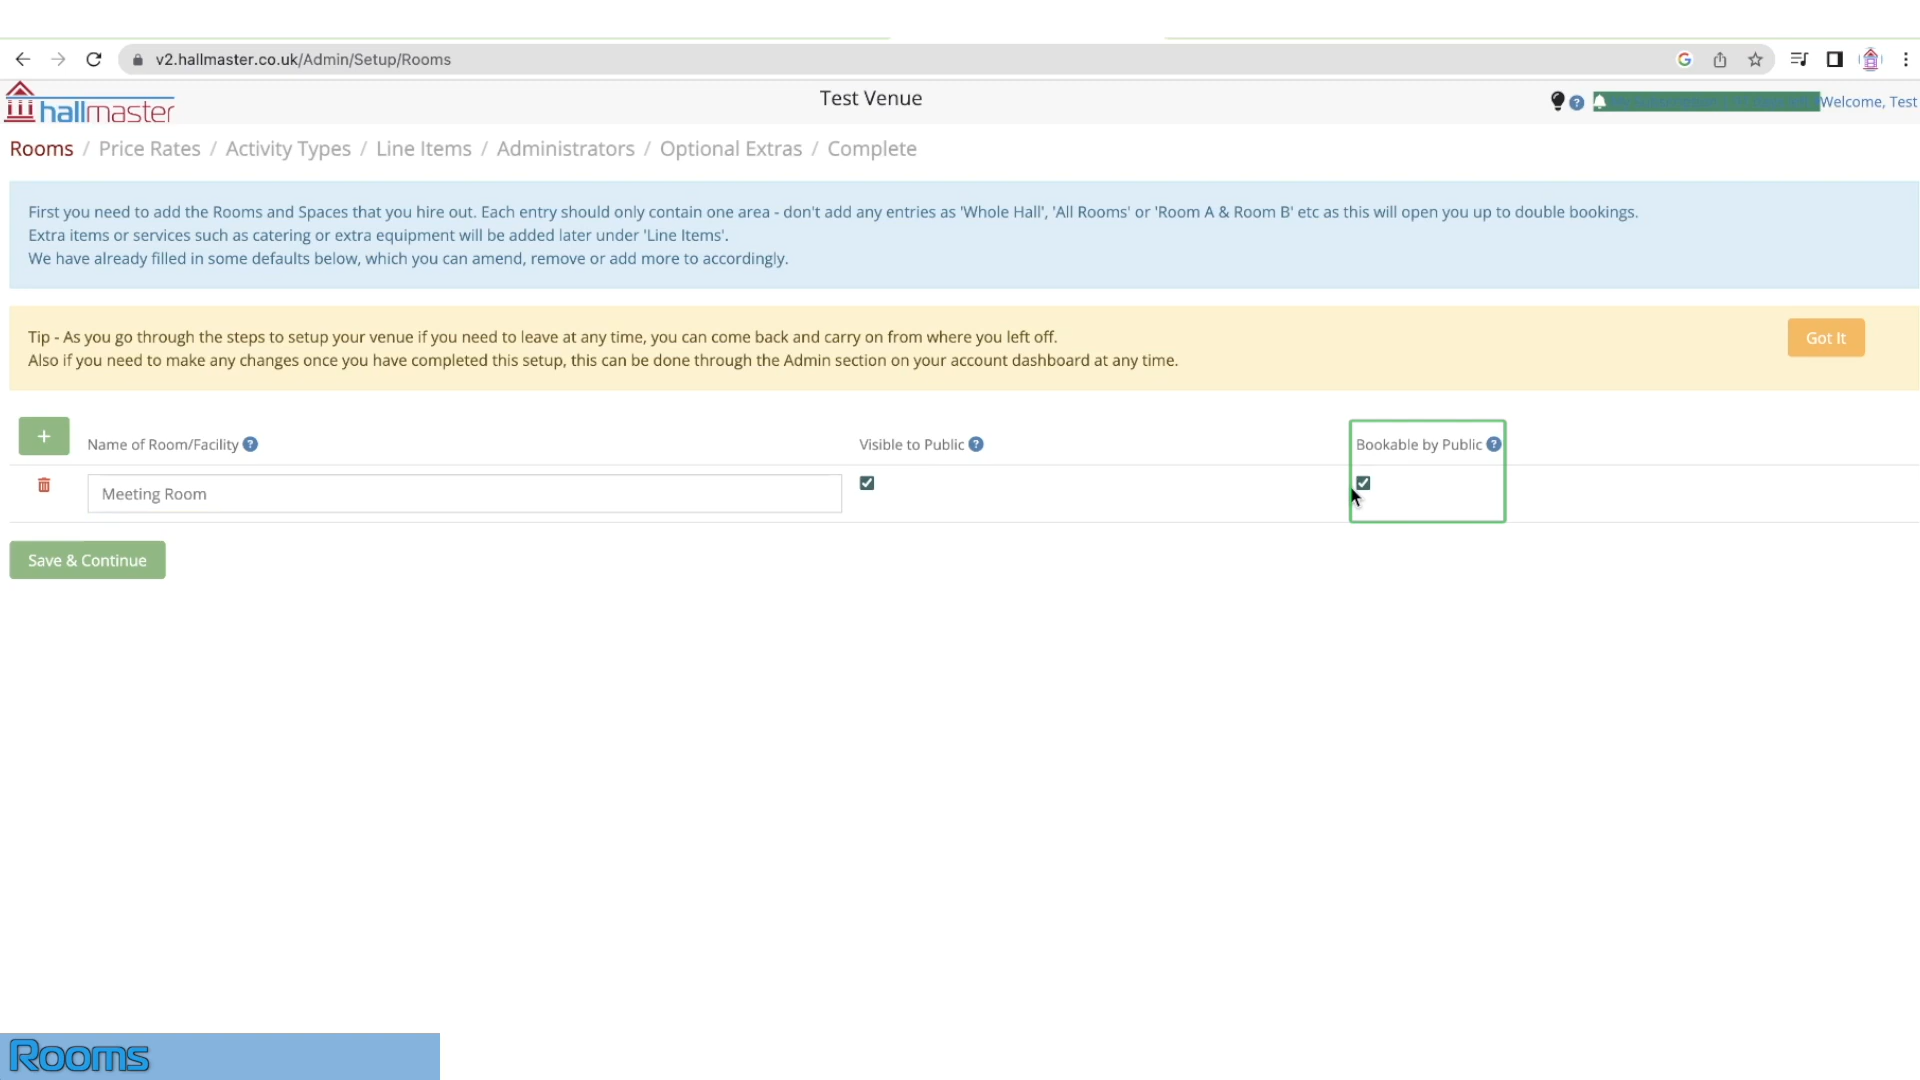 v2.hallmaster.co.uk/Admin/Setup/Rooms
hallmaster
Test Venue
Welcome, Test
Rooms / Price Rates / Activity Types / Line Items / Administrators / Optional Extras / Complete
First you need to add the Rooms and Spaces that you hire out. Each entry should only contain one area - don't add any entries as 'Whole Hall', 'All Rooms' or 'Room A & Room B' etc as this will open you up to double bookings.
Extra items or services such as catering or extra equipment will be added later under 'Line Items'.
We have already filled in some defaults below, which you can amend, remove or add more to accordingly.
Tip - As you go through the steps to setup your venue if you need to leave at any time, you can come back and carry on from where you left off.
Also if you need to make any changes once you have completed this setup, this can be done through the Admin section on your account dashboard at any time.
Got It
+ Name of Room/Facility ? Visible to Public ? Bookable by Public ?
Meeting Room
Save & Continue
Rooms